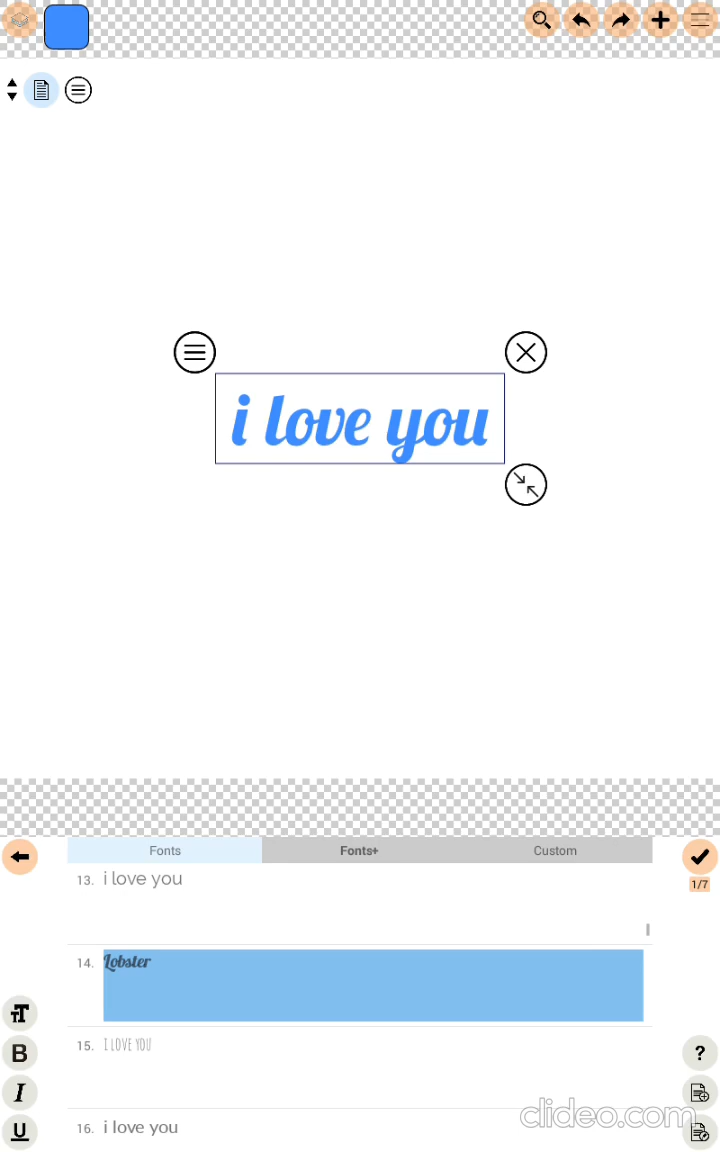 i love you
Fonts
Fonts+
Custom
1/7
13. i love you
14. Lobster
15. I LOVE YOU
16. i love you
TT
B
I
U
?
clideo.com